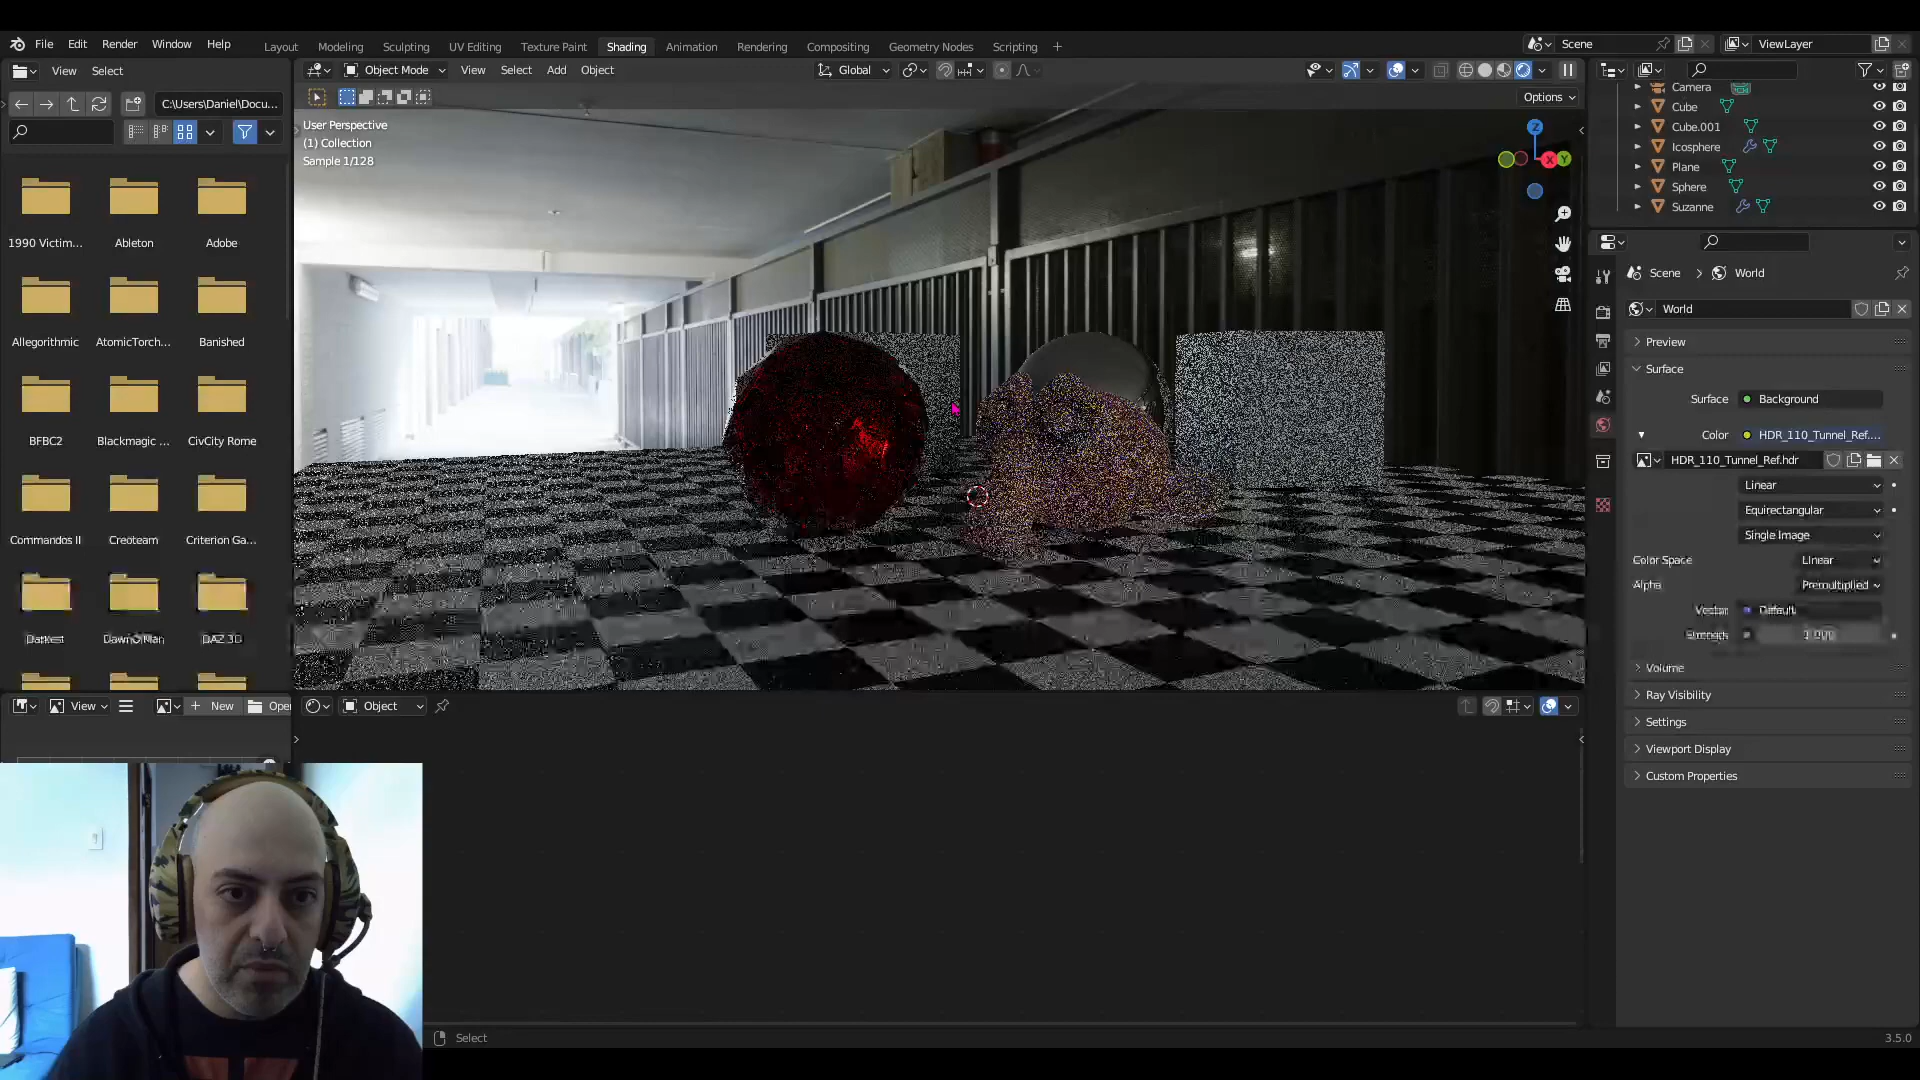 File Edit Render Window Help
Layout Modeling Sculpting UV Editing Texture Paint Shading Animation Rendering Compositing Geometry Nodes Scripting +
Scene
ViewLayer
View Select
Object Mode View Select Add Object
Global
C:\Users\Daniel\Docu...
Options
User Perspective
(1) Collection
Sample 1/128
Z
X
Y
Camera
Cube
Cube.001
Icosphere
Plane
Sphere
Suzanne
1990 Victim... Ableton Adobe
Allegorithmic AtomicTorch... Banished
BFBC2 Blackmagic ... CivCity Rome
Commandos II Creoteam Criterion Ga...
Darkest DawnOfMan DAZ 3D
Scene > World
World
Preview
Surface
Surface Background
Color HDR_110_Tunnel_Ref....
HDR_110_Tunnel_Ref.hdr
Linear
Equirectangular
Single Image
Color Space Linear
Alpha Premultiplied
Vector Default
Strength 1.000
Volume
Ray Visibility
Settings
Viewport Display
Custom Properties
View New Open
Object
Select
3.5.0